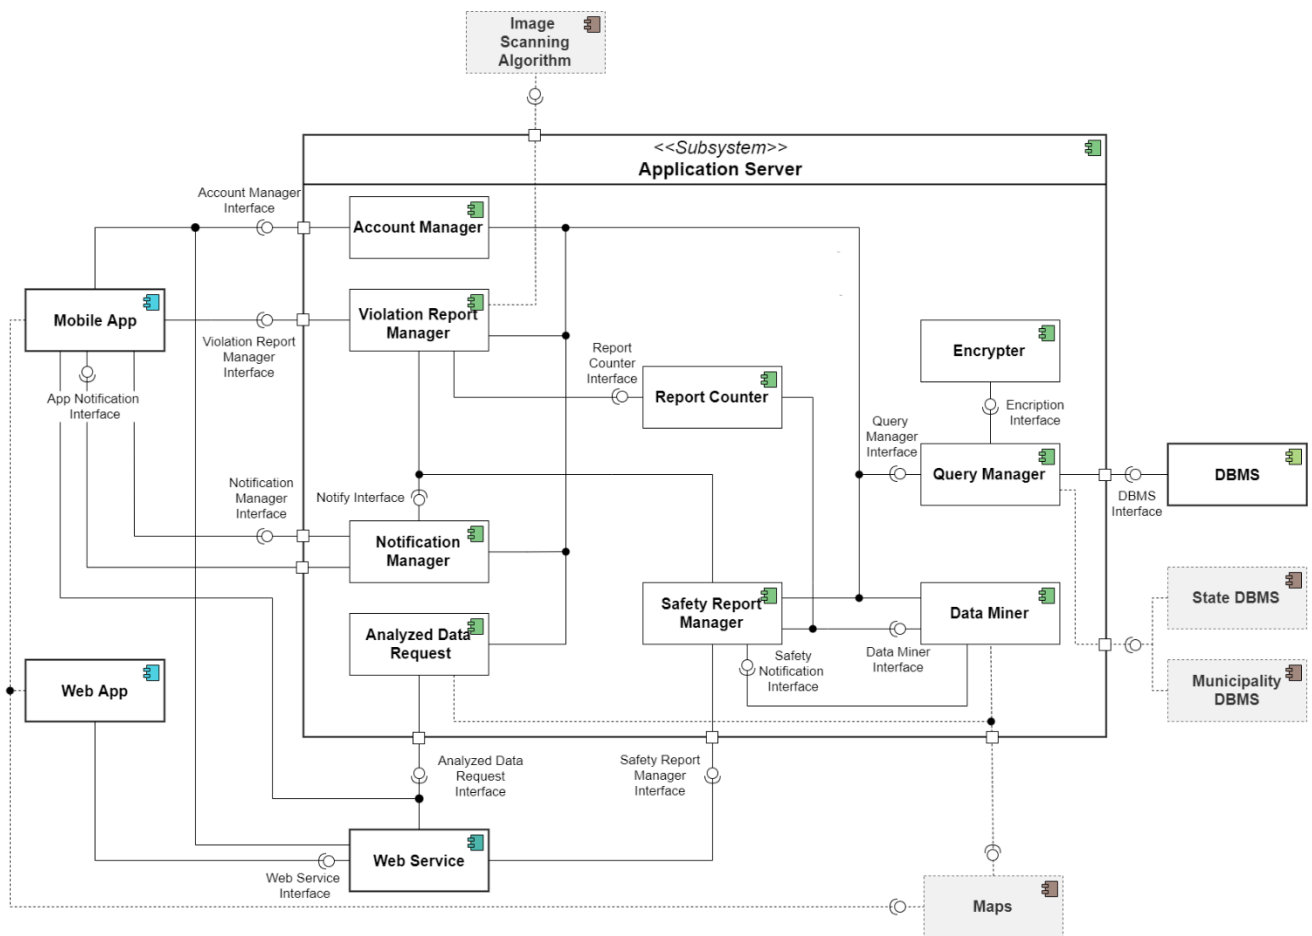 Image
Scanning
Algorithm
<<Subsystem>>
Application Server
Account Manager
Interface
Account Manager
Mobile App
Violation Report
Manager
Violation Report
Manager
Interface
Report
Counter
Interface
Report Counter
Encrypter
Encription
Interface
App Notification
Interface
Query
Manager
Interface
Query Manager
DBMS
DBMS
Interface
Notification
Manager
Interface
Notify Interface
Notification
Manager
Safety Report
Manager
Data Miner
State DBMS
Analyzed Data
Request
Safety
Notification
Interface
Data Miner
Interface
Municipality
DBMS
Web App
Analyzed Data
Request
Interface
Safety Report
Manager
Interface
Web Service
Web Service
Interface
Maps